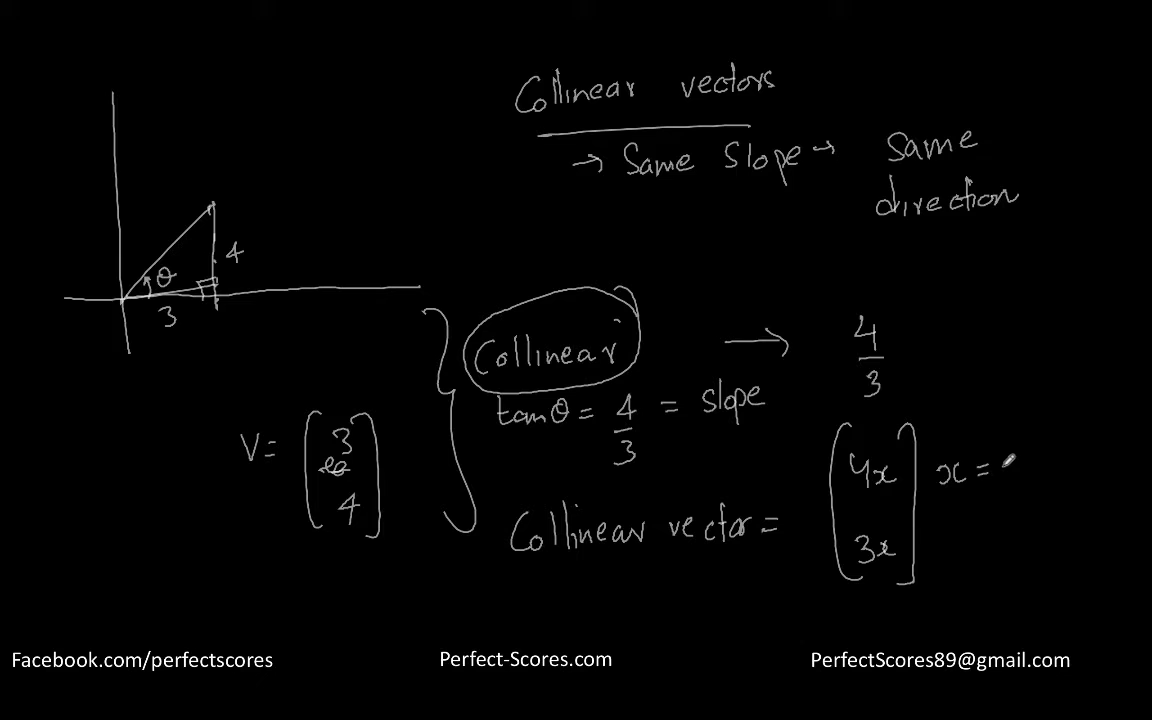 Collinear vectors
→ Same Slope → Same
direction
θ
4
3
Collinear → 4/3
tanθ = 4/3 = slope
V = [3
4]
Collinear vector = [4x
3x] x =
Facebook.com/perfectscores
Perfect-Scores.com
PerfectScores89@gmail.com